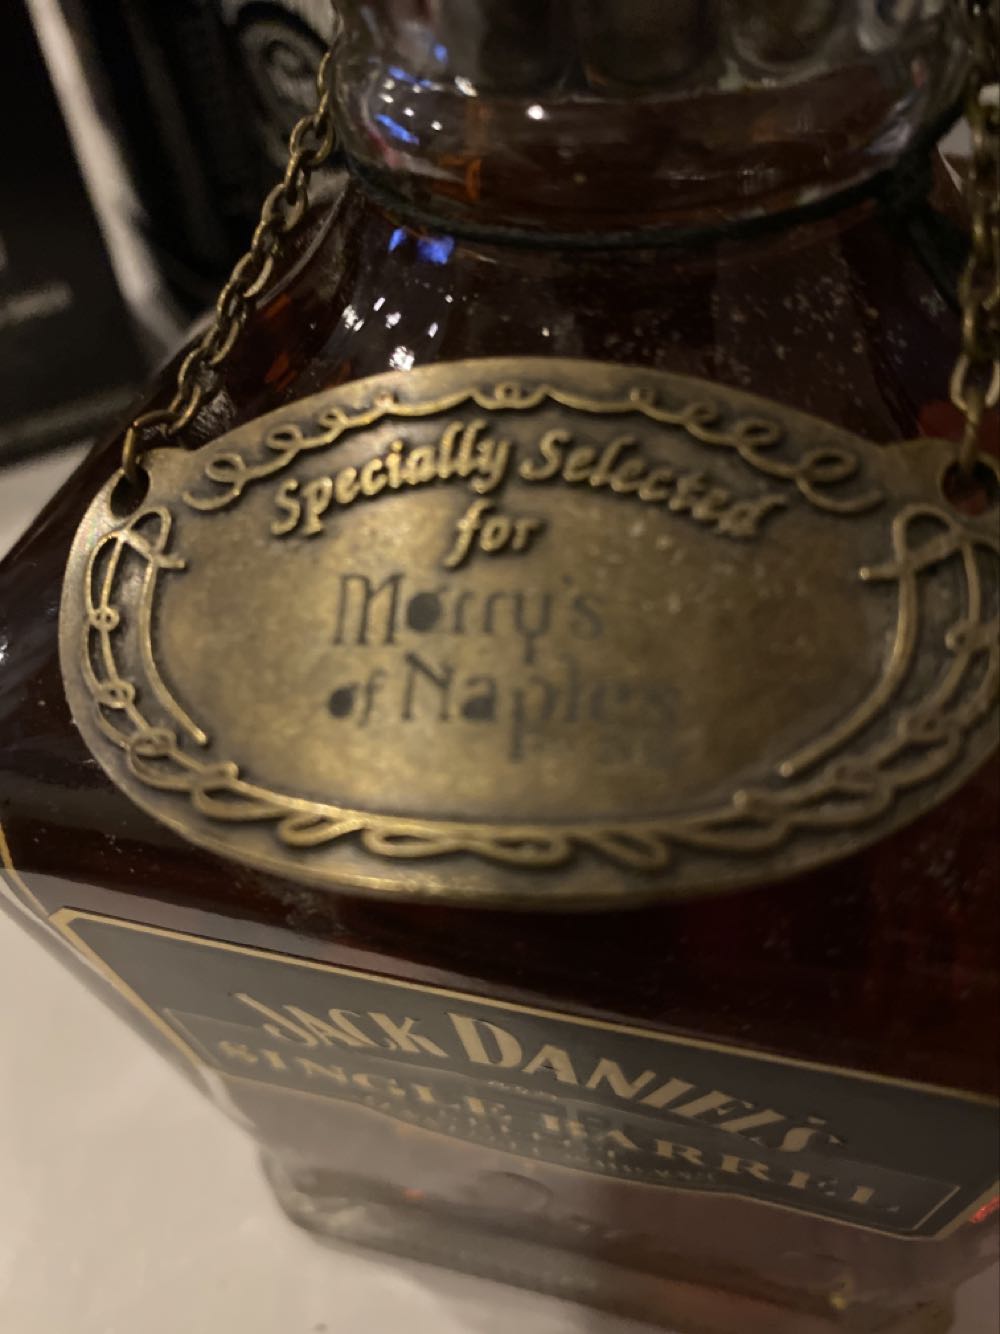 Specially Selected
for
Morry's
of Naples
JACK DANIEL'S
SINGLE BARREL